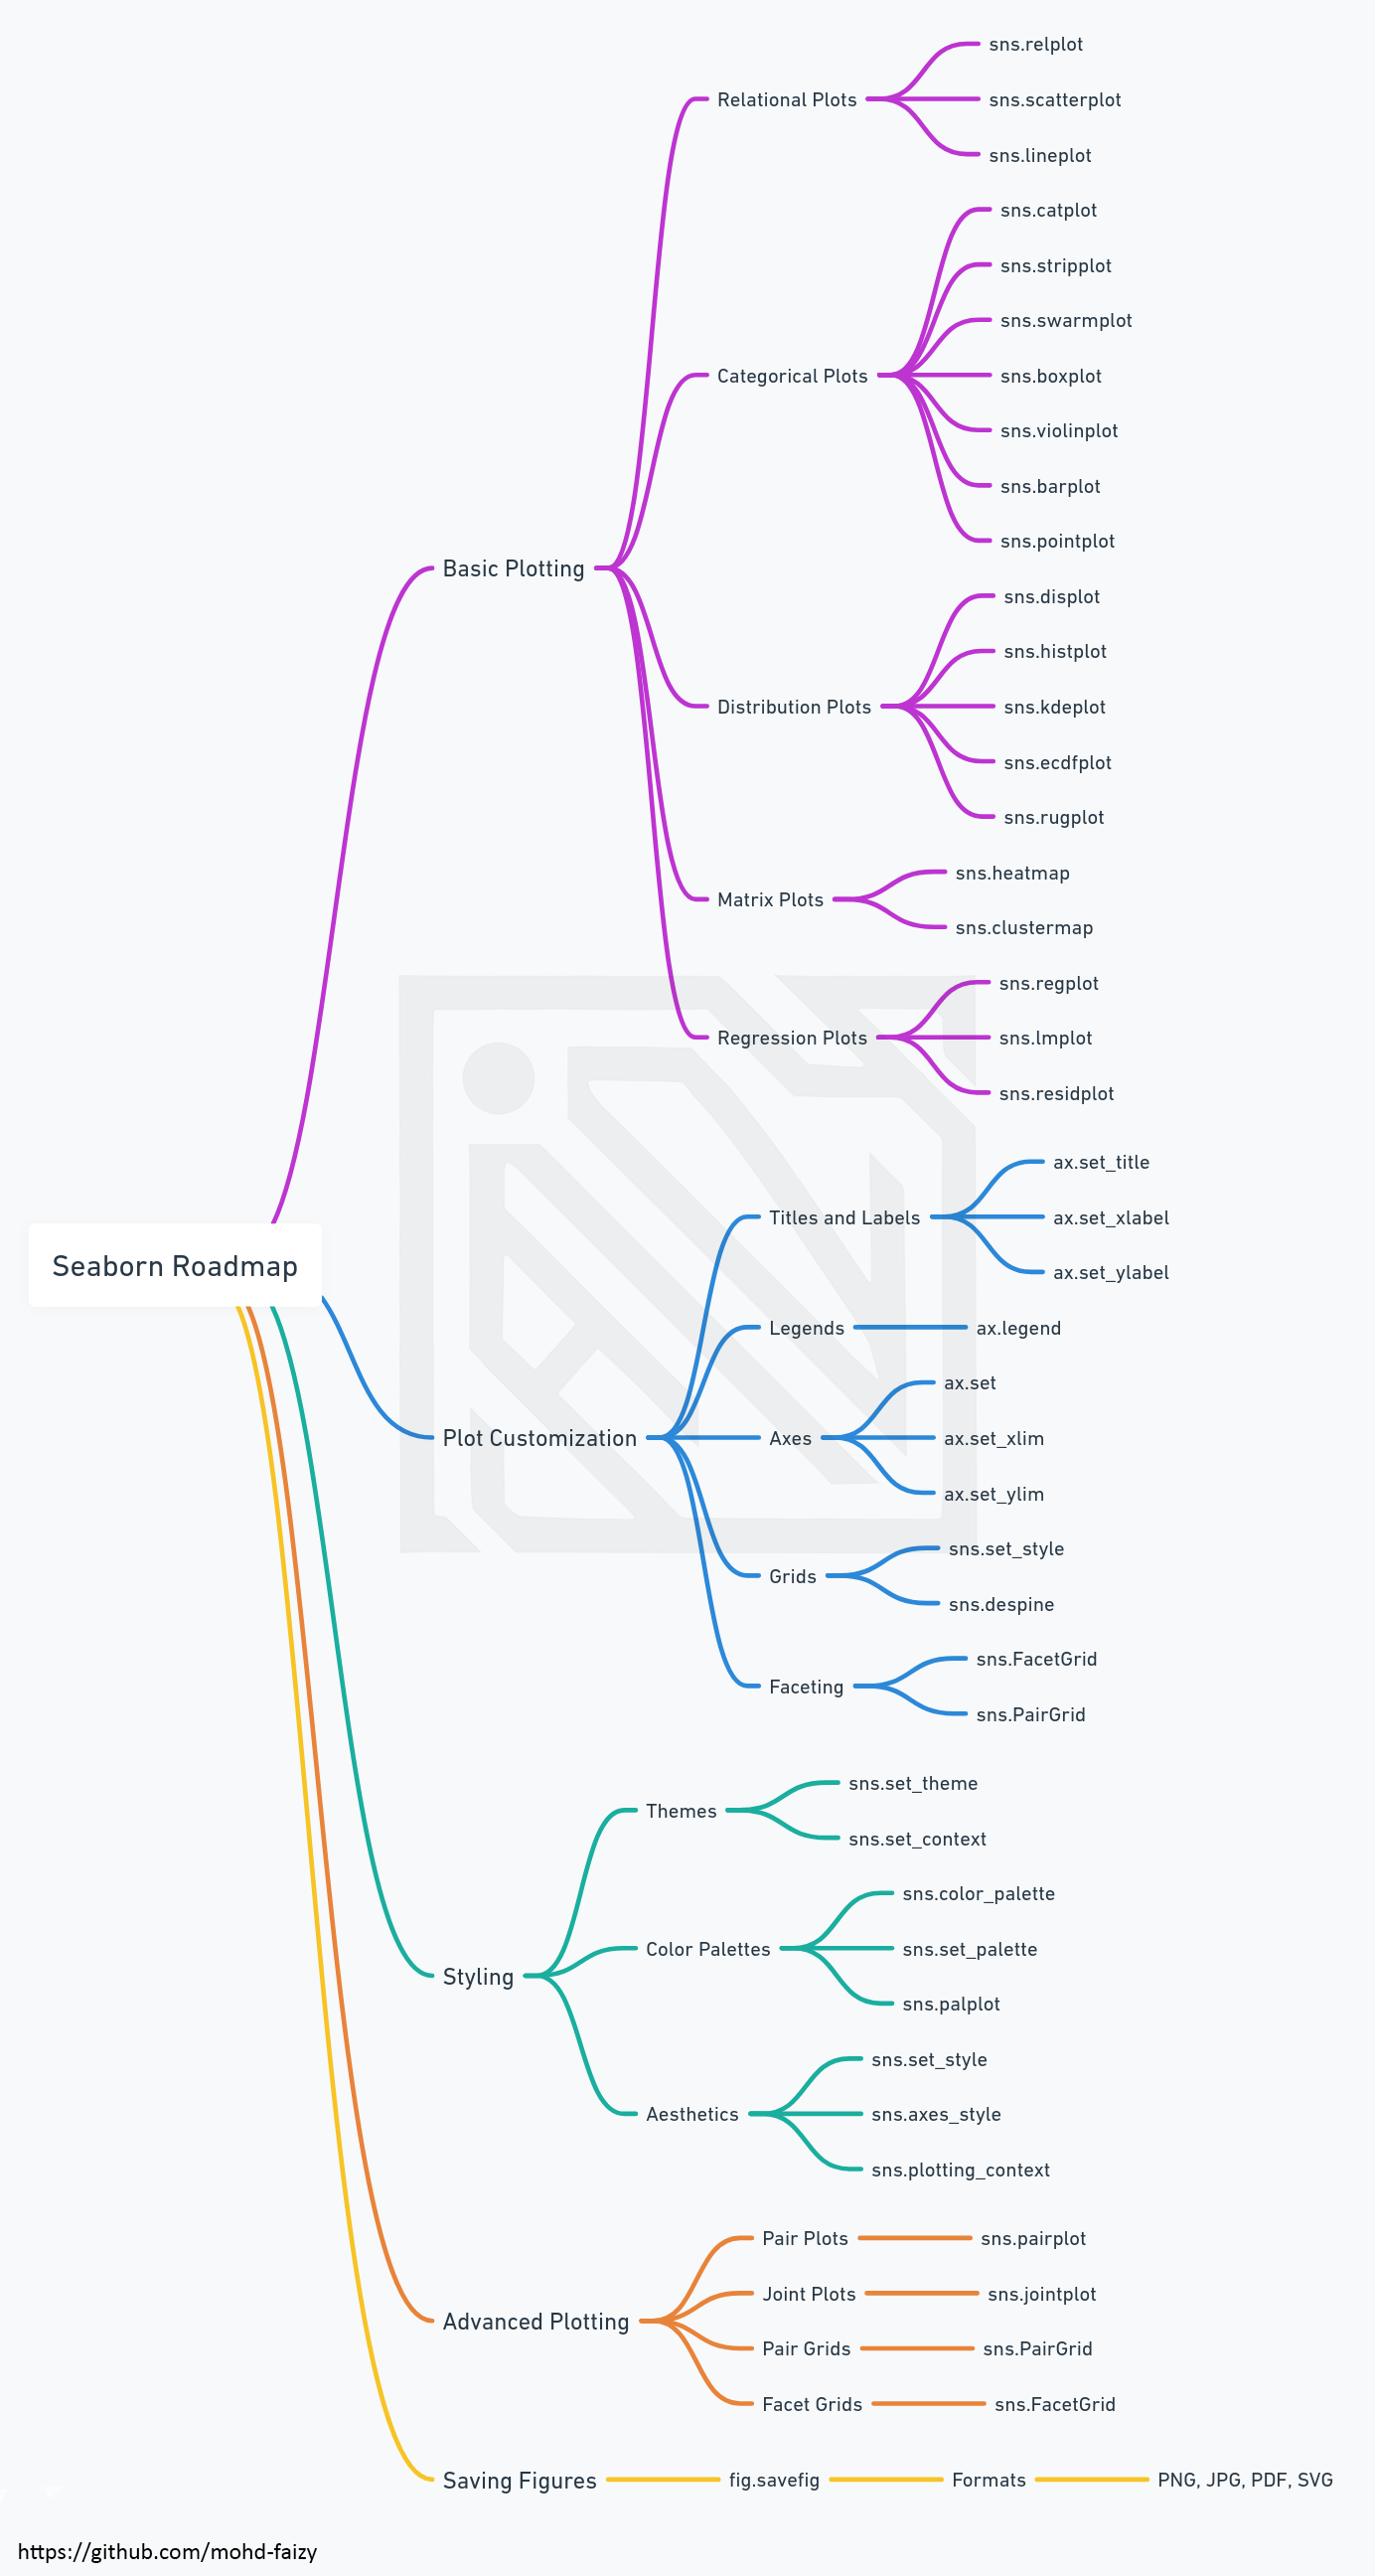 Seaborn Roadmap
Basic Plotting
Relational Plots
sns.relplot
sns.scatterplot
sns.lineplot
Categorical Plots
sns.catplot
sns.stripplot
sns.swarmplot
sns.boxplot
sns.violinplot
sns.barplot
sns.pointplot
Distribution Plots
sns.displot
sns.histplot
sns.kdeplot
sns.ecdfplot
sns.rugplot
Matrix Plots
sns.heatmap
sns.clustermap
Regression Plots
sns.regplot
sns.lmplot
sns.residplot
Plot Customization
Titles and Labels
ax.set_title
ax.set_xlabel
ax.set_ylabel
Legends
ax.legend
Axes
ax.set
ax.set_xlim
ax.set_ylim
Grids
sns.set_style
sns.despine
Faceting
sns.FacetGrid
sns.PairGrid
Styling
Themes
sns.set_theme
sns.set_context
Color Palettes
sns.color_palette
sns.set_palette
sns.palplot
Aesthetics
sns.set_style
sns.axes_style
sns.plotting_context
Advanced Plotting
Pair Plots
sns.pairplot
Joint Plots
sns.jointplot
Pair Grids
sns.PairGrid
Facet Grids
sns.FacetGrid
Saving Figures
fig.savefig
Formats
PNG, JPG, PDF, SVG
https://github.com/mohd-faizy